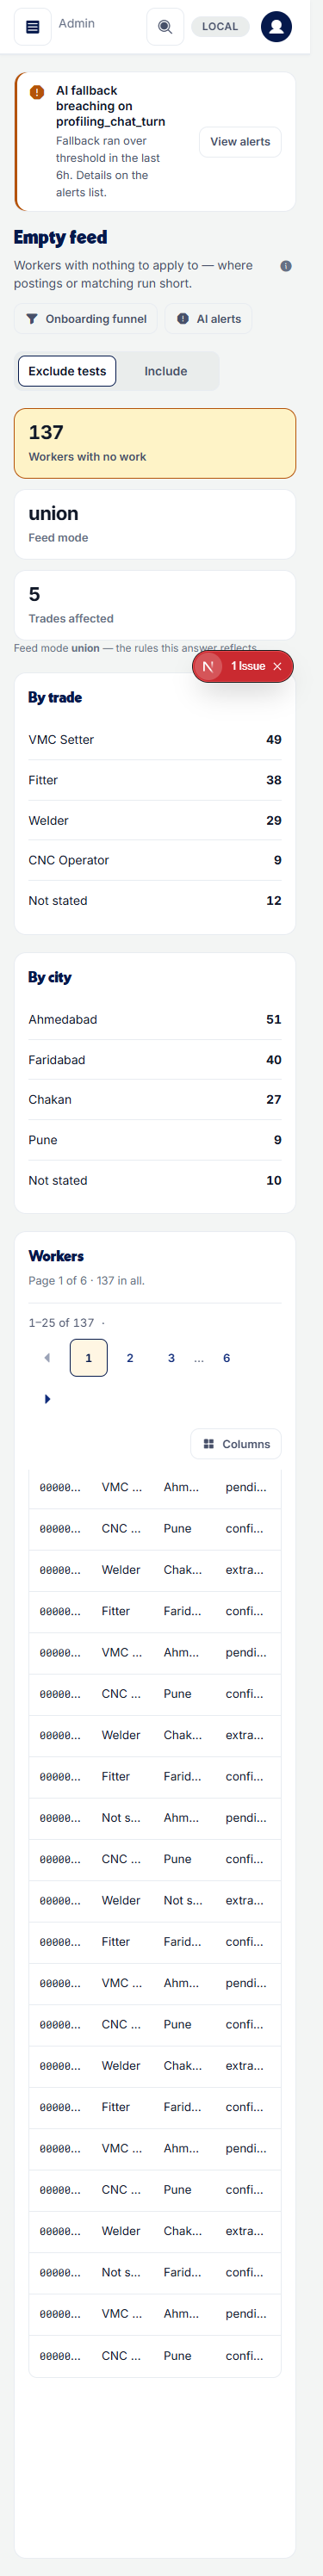 Admin
LOCAL
AI fallback
breaching on
profiling_chat_turn
Fallback ran over
threshold in the last
6h. Details on the
alerts list.
View alerts
Empty feed
Workers with nothing to apply to — where
postings or matching run short.
Onboarding funnel
AI alerts
Exclude tests
Include
137
Workers with no work
union
Feed mode
5
Trades affected
Feed mode union — the rules this answer reflects
1 Issue
By trade
VMC Setter 49
Fitter 38
Welder 29
CNC Operator 9
Not stated 12
By city
Ahmedabad 51
Faridabad 40
Chakan 27
Pune 9
Not stated 10
Workers
Page 1 of 6 · 137 in all.
1–25 of 137 ·
1 2 3 ... 6
Columns
00000... VMC ... Ahm... pendi...
00000... CNC ... Pune confi...
00000... Welder Chak... extra...
00000... Fitter Farid... confi...
00000... VMC ... Ahm... pendi...
00000... CNC ... Pune confi...
00000... Welder Chak... extra...
00000... Fitter Farid... confi...
00000... Not s... Ahm... pendi...
00000... CNC ... Pune confi...
00000... Welder Not s... extra...
00000... Fitter Farid... confi...
00000... VMC ... Ahm... pendi...
00000... CNC ... Pune confi...
00000... Welder Chak... extra...
00000... Fitter Farid... confi...
00000... VMC ... Ahm... pendi...
00000... CNC ... Pune confi...
00000... Welder Chak... extra...
00000... Not s... Farid... confi...
00000... VMC ... Ahm... pendi...
00000... CNC ... Pune confi...